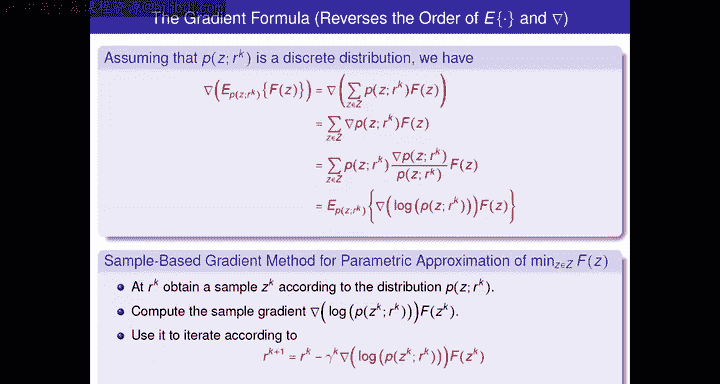 The Gradient Formula (Reverses the Order of E{·} and ∇)
Assuming that p(z; r^k) is a discrete distribution, we have
∇(E_{p(z;r^k)}{F(z)}) = ∇(∑_{z∈Z} p(z; r^k)F(z))
= ∑_{z∈Z} ∇p(z; r^k)F(z)
= ∑_{z∈Z} p(z; r^k) ∇p(z; r^k)/p(z; r^k) F(z)
= E_{p(z;r^k)}{∇(log(p(z; r^k)))F(z)}
Sample-Based Gradient Method for Parametric Approximation of min_{z∈Z} F(z)
• At r^k obtain a sample z^k according to the distribution p(z; r^k).
• Compute the sample gradient ∇(log(p(z^k; r^k)))F(z^k).
• Use it to iterate according to
r^{k+1} = r^k − γ^k∇(log(p(z^k; r^k)))F(z^k)